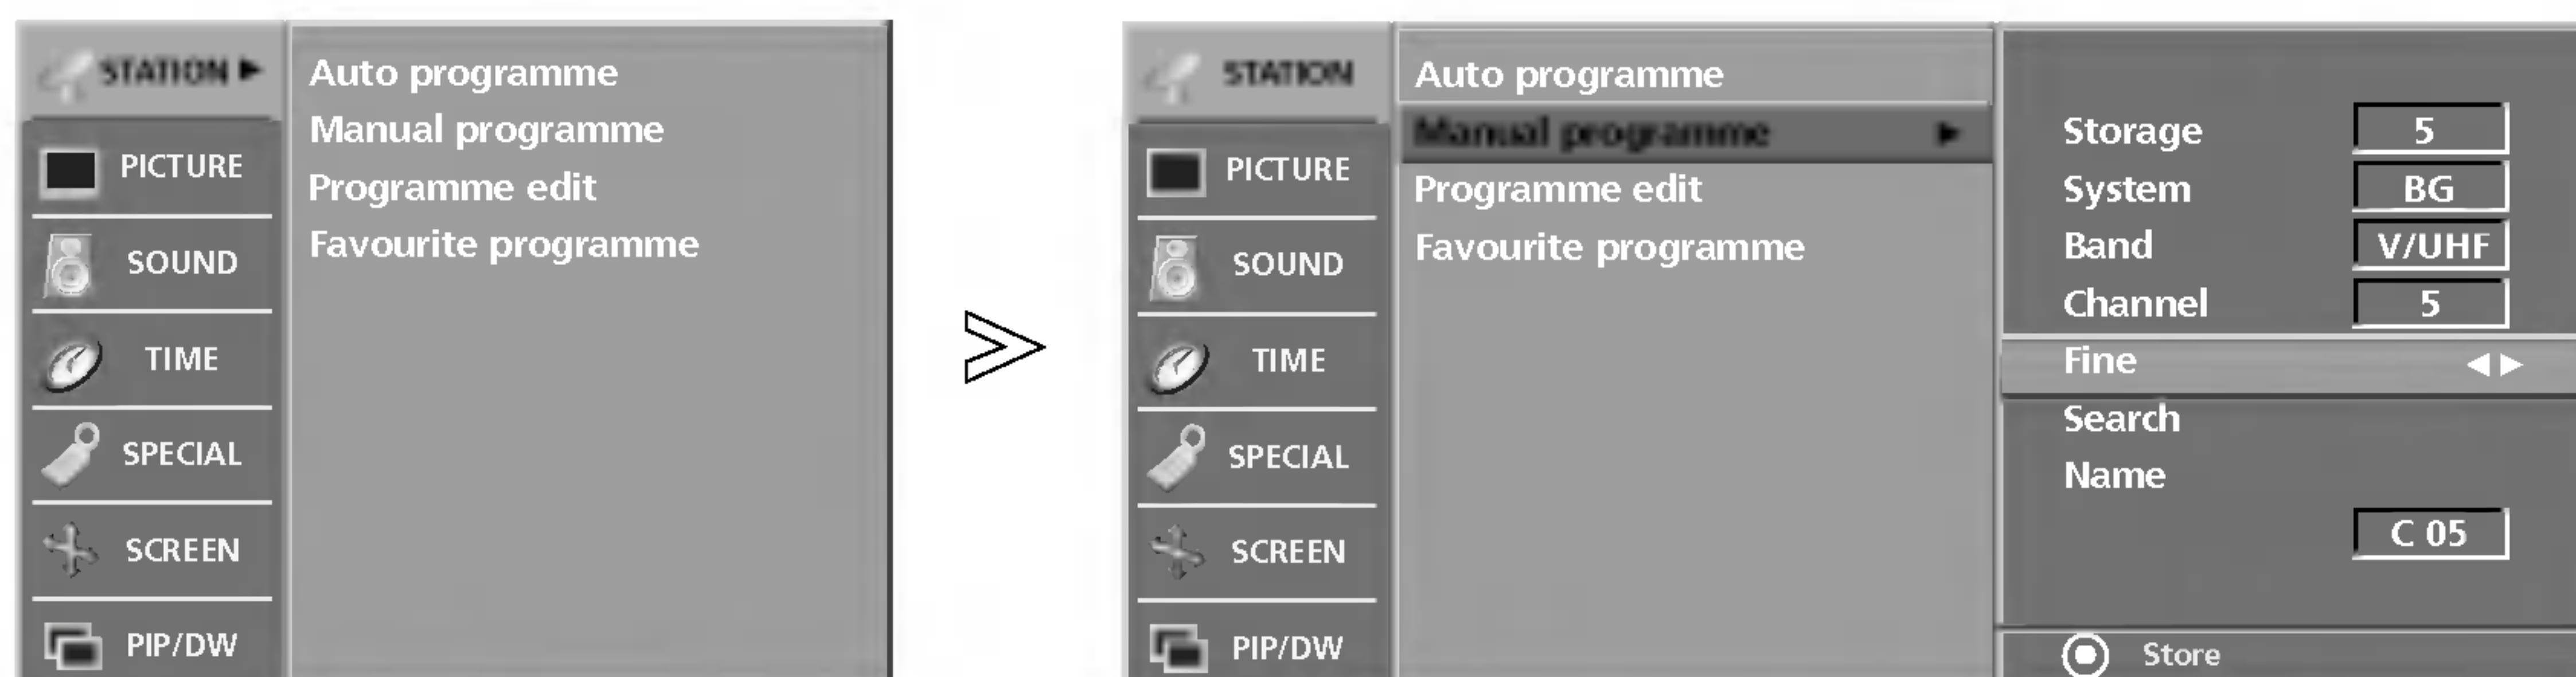 STATION
Auto programme
Manual programme
Programme edit
Favourite programme
PICTURE
SOUND
TIME
SPECIAL
SCREEN
PIP/DW
STATION
PICTURE
SOUND
TIME
SPECIAL
SCREEN
PIP/DW
Auto programme
Manual programme
Programme edit
Favourite programme
Storage 5
System BG
Band V/UHF
Channel 5
Fine
Search
Name
C 05
Store